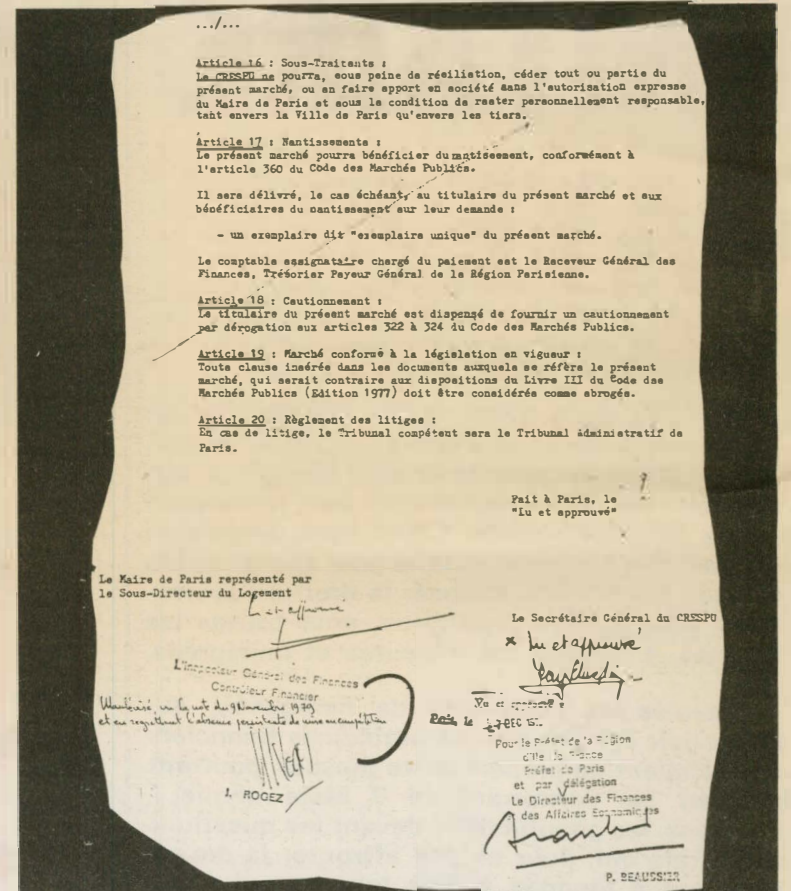 .../...
Article 16 : Sous-Traitants :
Le CRESPU ne pourra, sous peine de résiliation, céder tout ou partie du
présent marché, ou en faire apport en société sans l'autorisation expresse
du Maire de Paris et sous la condition de rester personnellement responsable,
tant envers la Ville de Paris qu'envers les tiers.
Article 17 : Nantissements :
Le présent marché pourra bénéficier du nantissement, conformément à
l'article 360 du Code des Marchés Publics.
Il sera délivré, le cas échéant, au titulaire du présent marché et aux
bénéficiaires du nantissement sur leur demande :
- un exemplaire dit "exemplaire unique" du présent marché.
Le comptable assignataire chargé du paiement est le Receveur Général des
Finances, Trésorier Payeur Général de la Région Parisienne.
Article 18 : Cautionnement :
Le titulaire du présent marché est dispensé de fournir un cautionnement
par dérogation aux articles 322 à 324 du Code des Marchés Publics.
Article 19 : Marché conforme à la législation en vigueur :
Toute clause insérée dans les documents auxquels se réfère le présent
marché, qui serait contraire aux dispositions du Livre III du Code des
Marchés Publics (Edition 1977) doit être considérée comme abrogée.
Article 20 : Règlement des litiges :
En cas de litige, le Tribunal compétent sera le Tribunal Administratif de
Paris.
Fait à Paris, le
"Lu et approuvé"
Le Maire de Paris représenté par
le Sous-Directeur du Logement
Lu et approuvé
Le Secrétaire Général du CRESPU
x Lu et approuvé
L'Inspecteur Général des Finances
Contrôleur Financier
vu la note du 9 Novembre 1979
et en regrettant l'absence persistante de mise en compétition
J. ROGEZ
Vu et approuvé :
Paris, le DEC
Pour le Préfet de la Région
d'Ile de France
Préfet de Paris
et par délégation
Le Directeur des Finances
des Affaires Economiques
P. BEAUSSIER